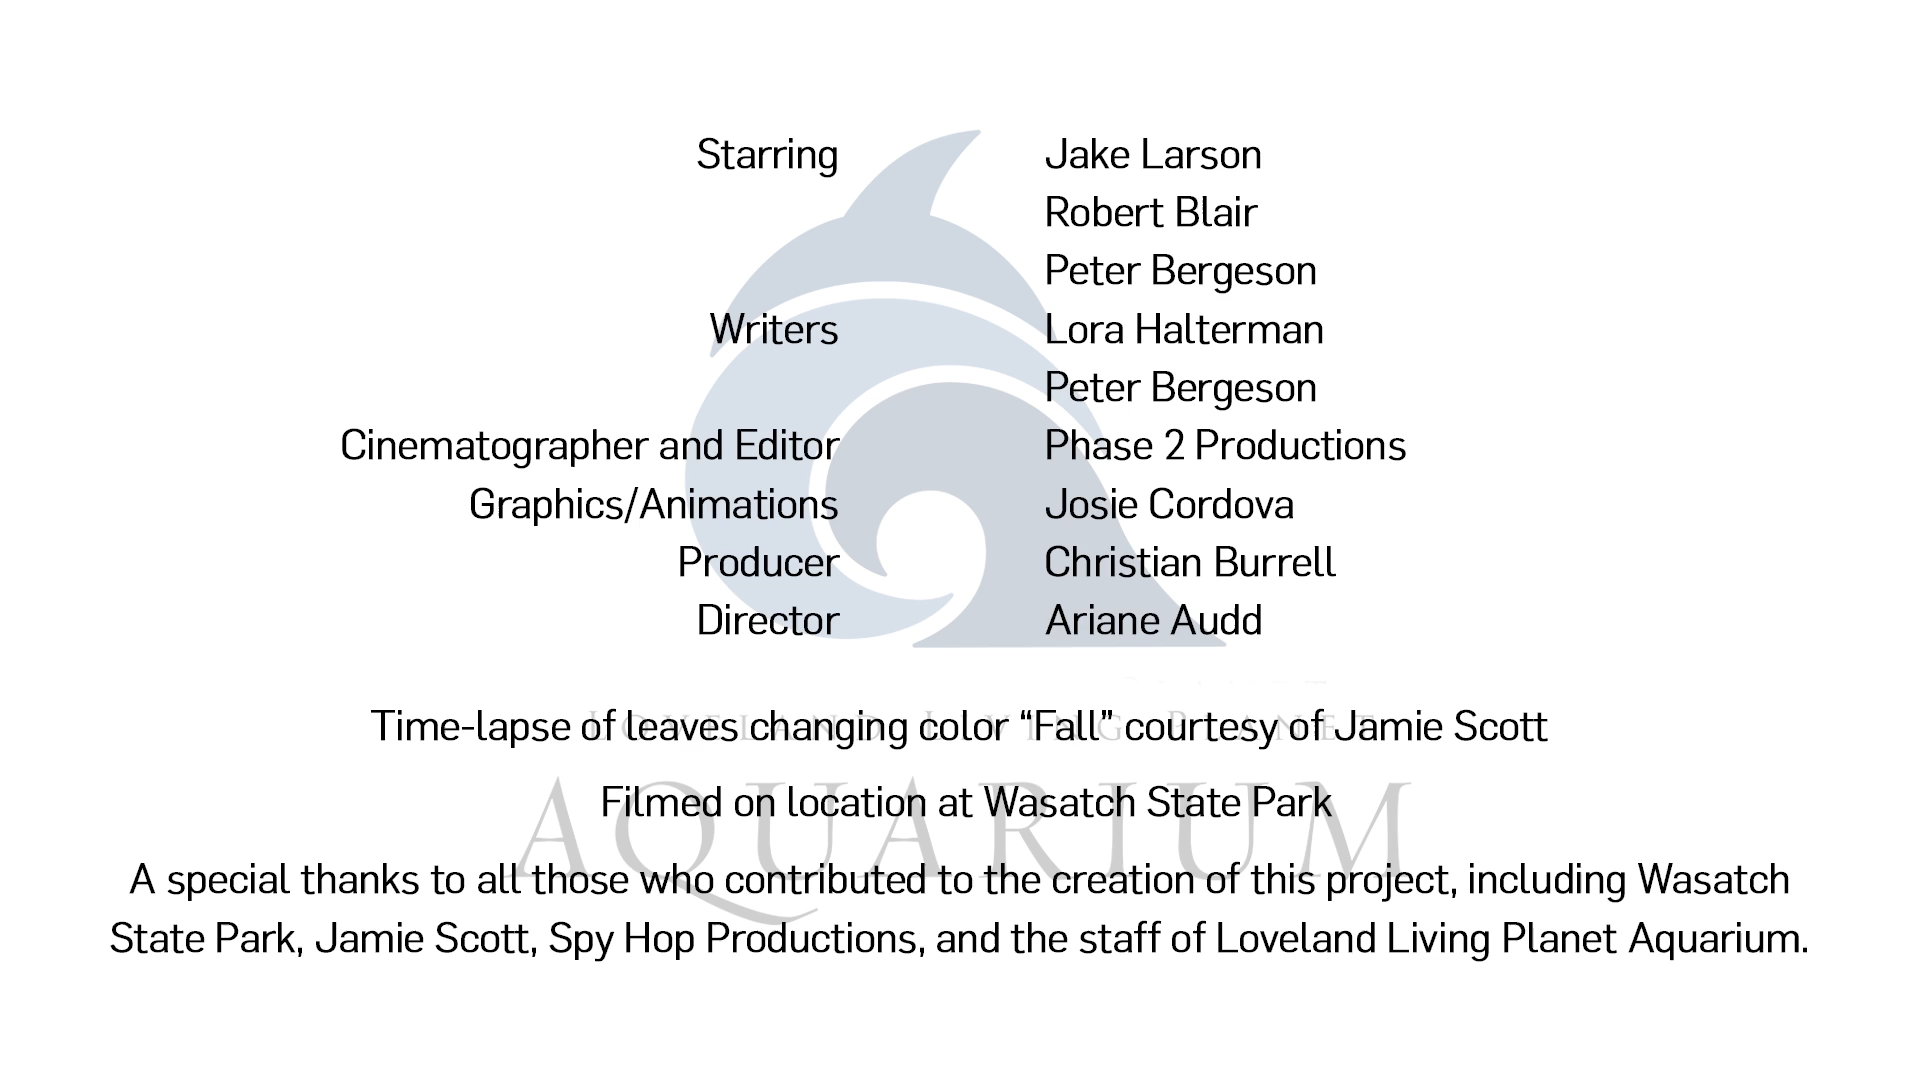 Starring Jake Larson
Robert Blair
Peter Bergeson
Writers Lora Halterman
Peter Bergeson
Cinematographer and Editor Phase 2 Productions
Graphics/Animations Josie Cordova
Producer Christian Burrell
Director Ariane Audd
Time-lapse of leaves changing color “Fall” courtesy of Jamie Scott
LOVELAND LIVING PLANET
Filmed on location at Wasatch State Park
AQUARIUM
A special thanks to all those who contributed to the creation of this project, including Wasatch
State Park, Jamie Scott, Spy Hop Productions, and the staff of Loveland Living Planet Aquarium.